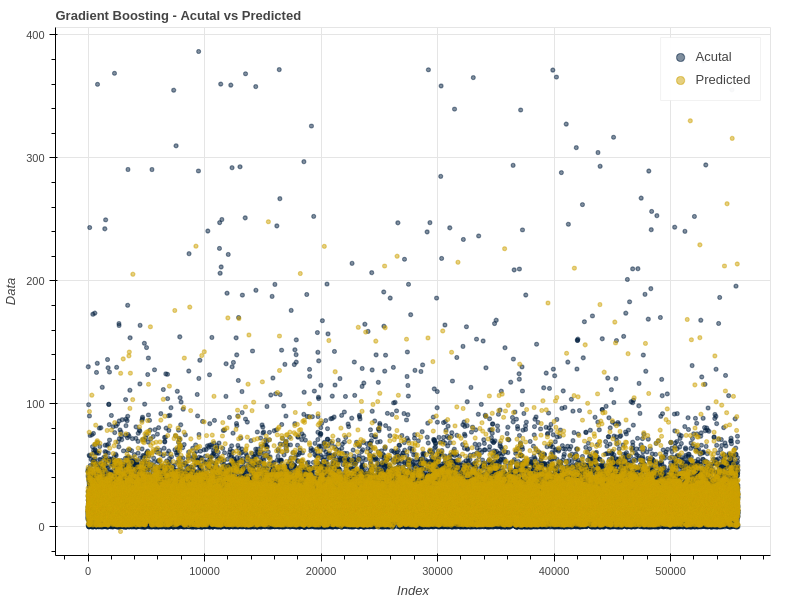 Gradient Boosting - Acutal vs Predicted
400
300
200
100
0
Data
Acutal
Predicted
0
10000
20000
30000
40000
50000
Index